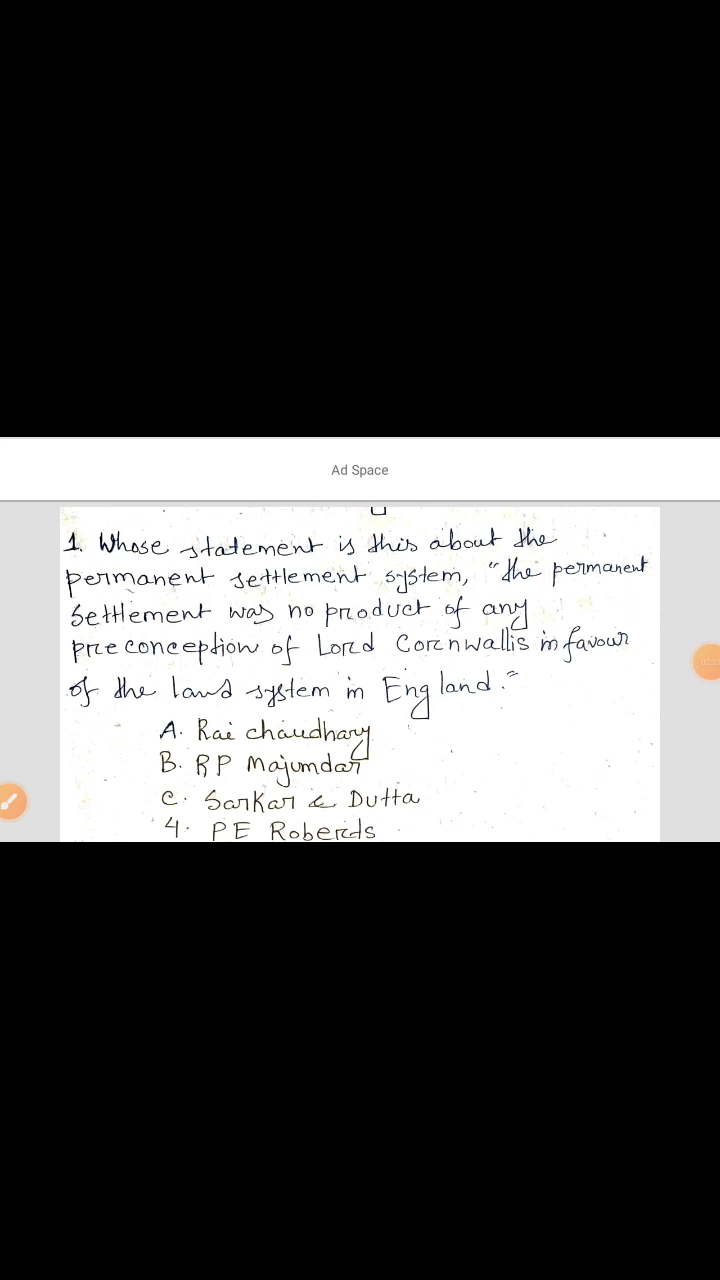 Ad Space
1. Whose statement is this about the
permanent settlement system, "the permanent
Settlement was no product of any
preconception of Lord Cornwallis in favour
of the land system in England."
A. Rai chaudhary
B. RP Majumdar
C. Sarkar & Dutta
4. PE Roberds